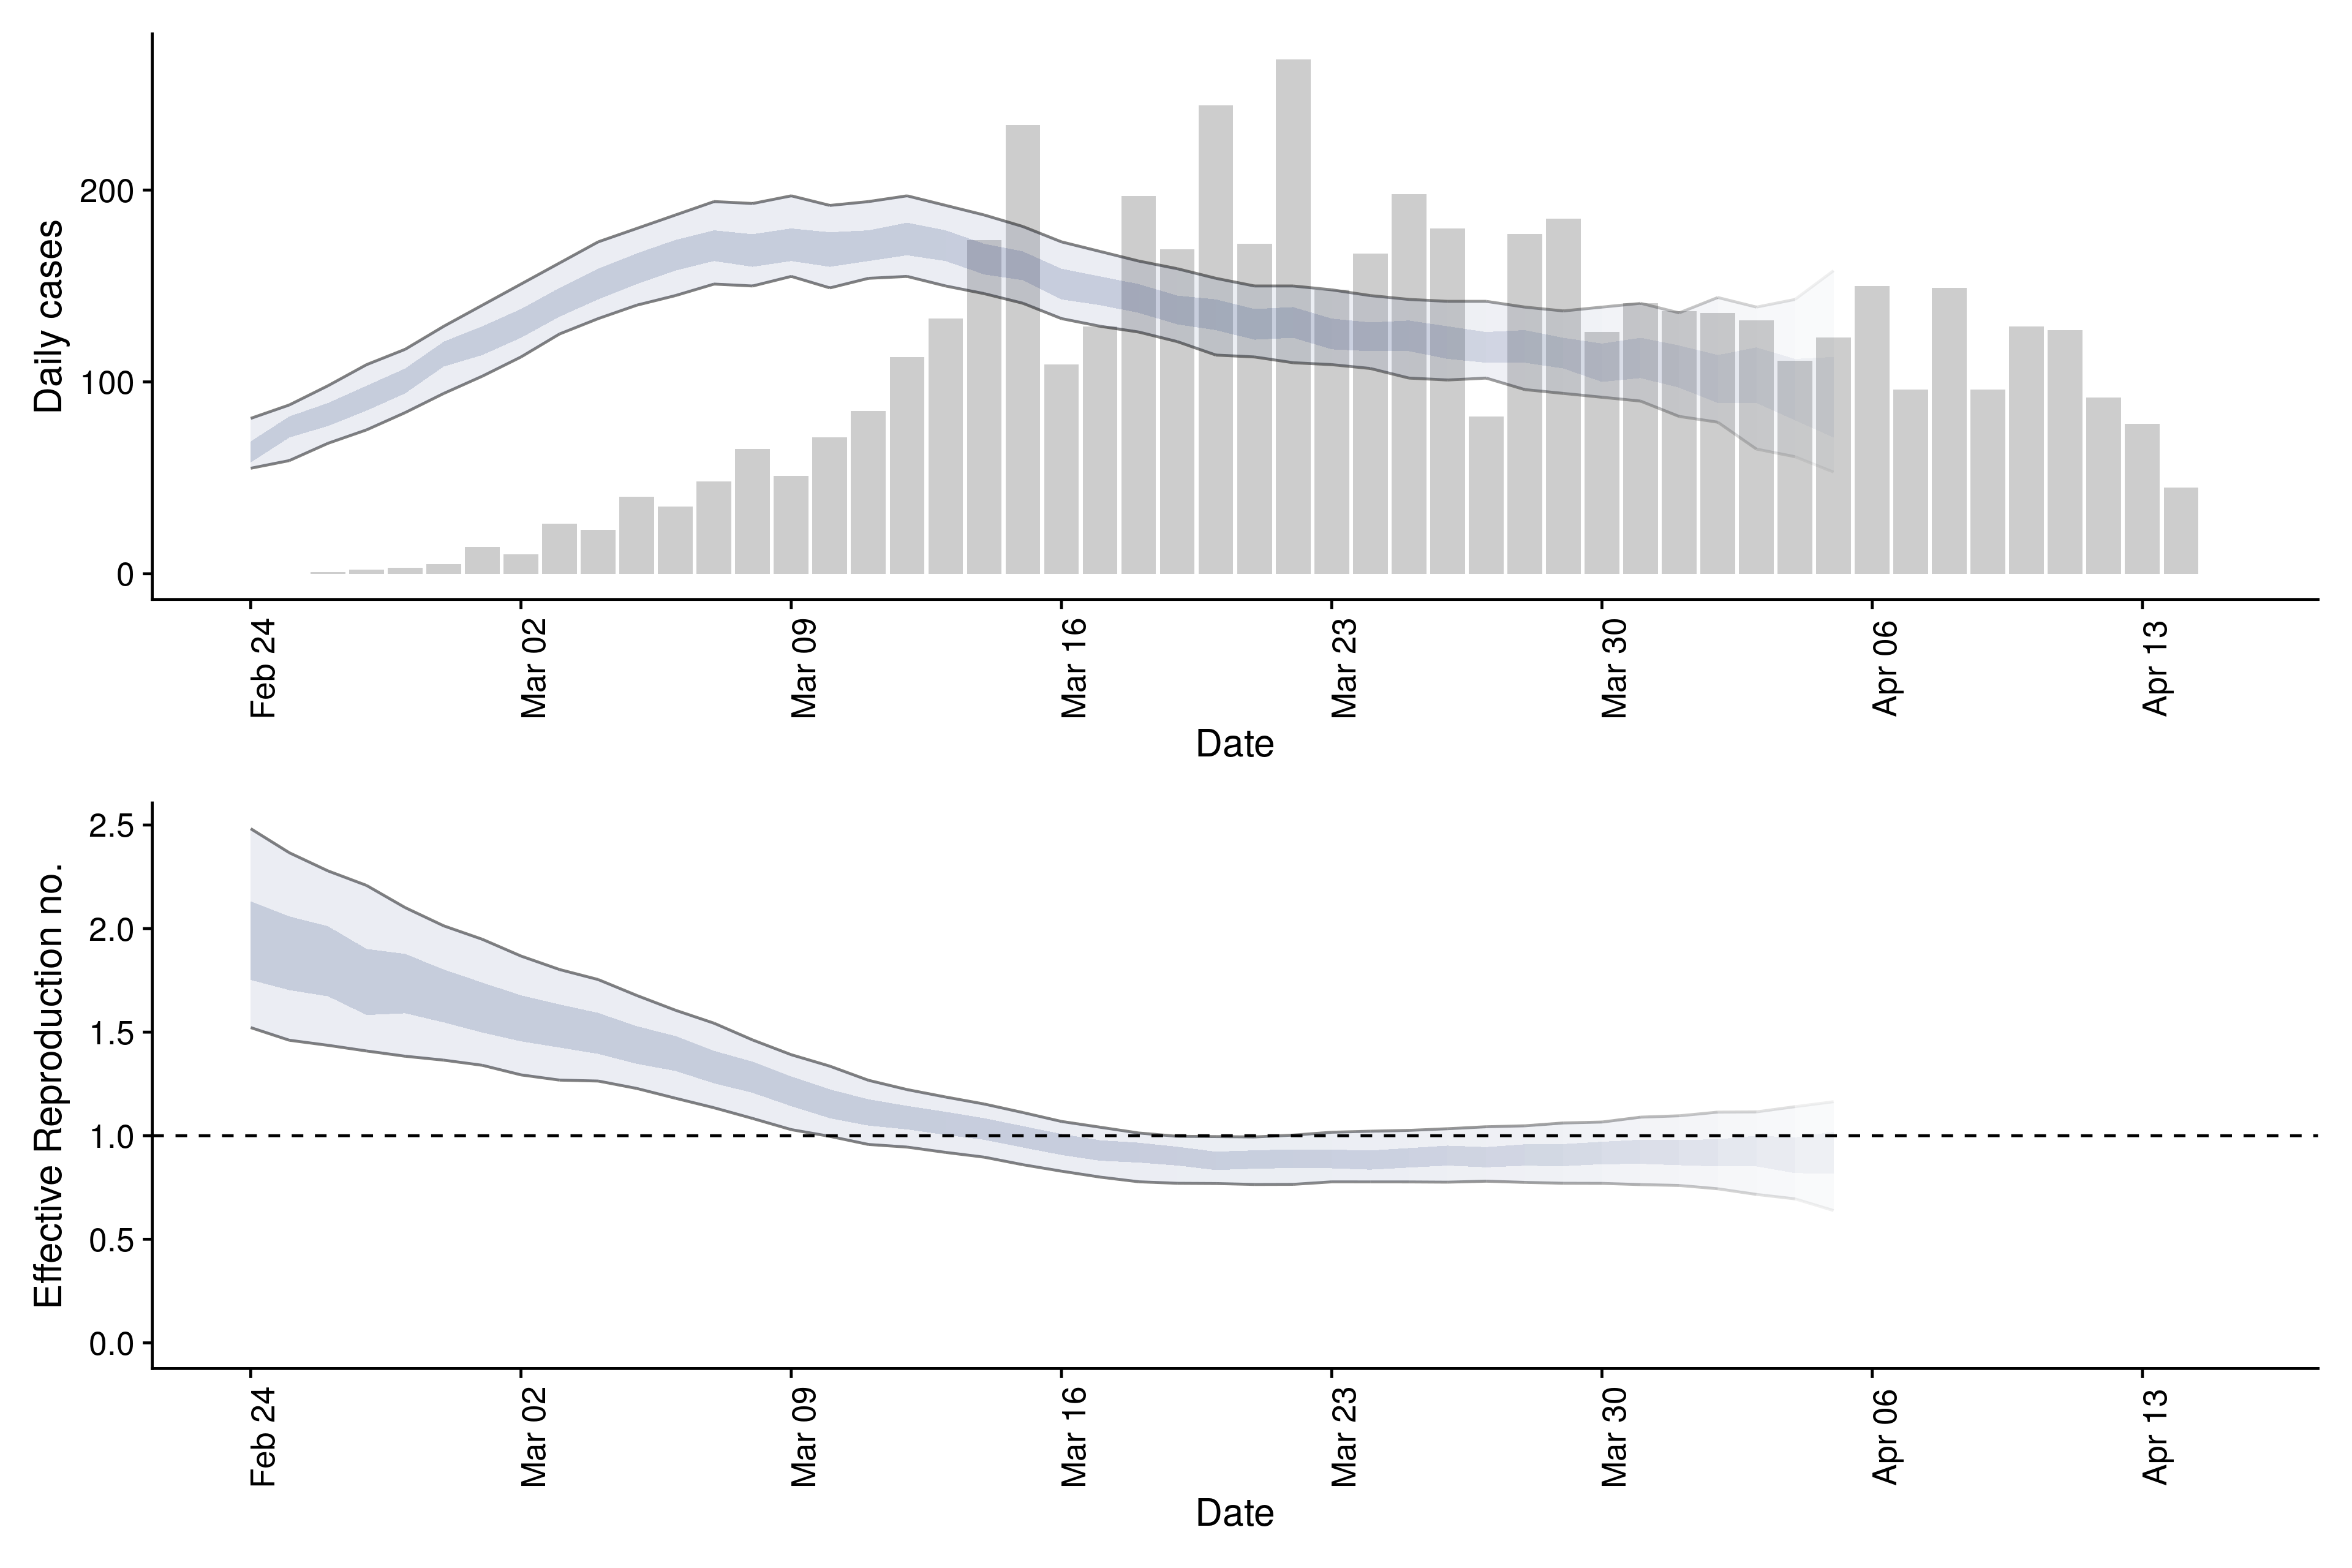 Daily cases
200
100
0
Feb 24
Mar 02
Mar 09
Mar 16
Mar 23
Mar 30
Apr 06
Apr 13
Date
Effective Reproduction no.
2.5
2.0
1.5
1.0
0.5
0.0
Feb 24
Mar 02
Mar 09
Mar 16
Mar 23
Mar 30
Apr 06
Apr 13
Date